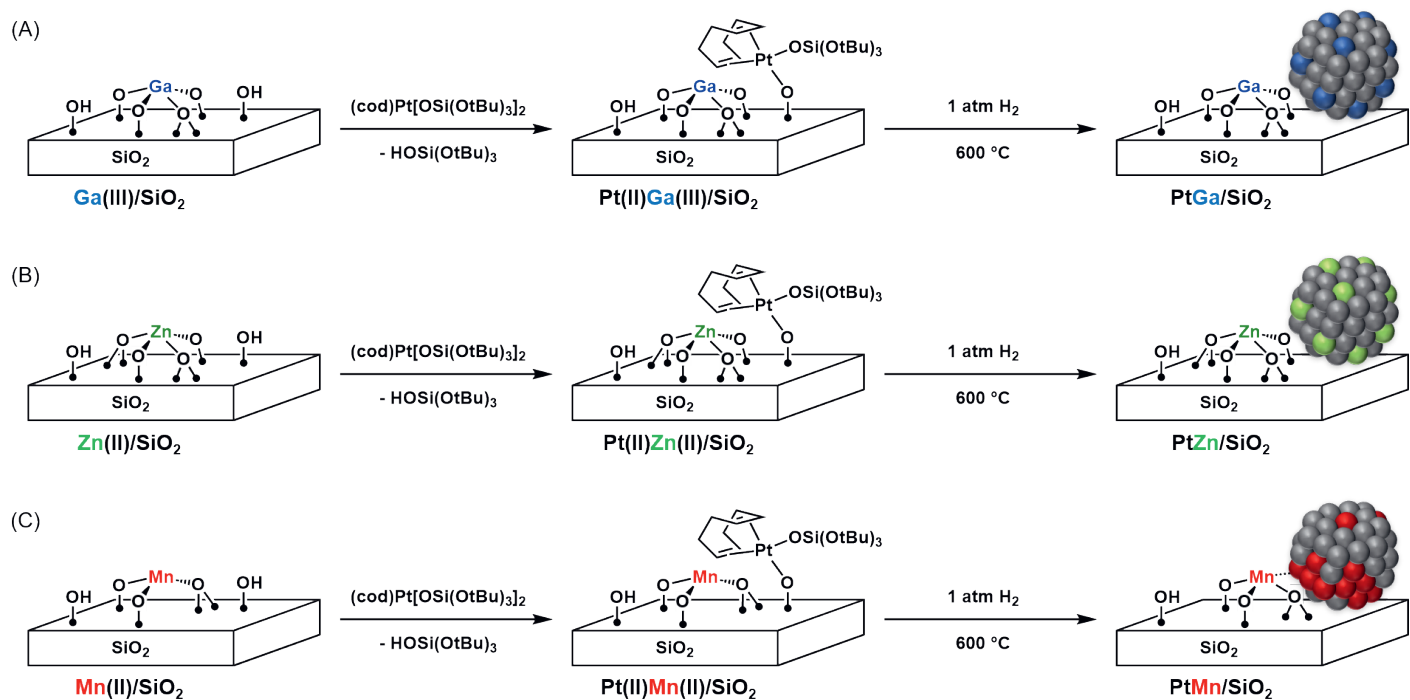 (A)
OH
O
Ga
O
O
O
OH
SiO2
Ga(III)/SiO2
(cod)Pt[OSi(OtBu)3]2
- HOSi(OtBu)3
Pt
OSi(OtBu)3
O
OH
O
Ga
O
O
O
SiO2
Pt(II)Ga(III)/SiO2
1 atm H2
600 °C
OH
O
Ga
O
O
O
SiO2
PtGa/SiO2
(B)
OH
O
Zn
O
O
O
OH
SiO2
Zn(II)/SiO2
(cod)Pt[OSi(OtBu)3]2
- HOSi(OtBu)3
Pt
OSi(OtBu)3
O
OH
O
Zn
O
O
O
SiO2
Pt(II)Zn(II)/SiO2
1 atm H2
600 °C
OH
O
Zn
O
O
O
SiO2
PtZn/SiO2
(C)
OH
O
Mn
O
O
OH
SiO2
Mn(II)/SiO2
(cod)Pt[OSi(OtBu)3]2
- HOSi(OtBu)3
Pt
OSi(OtBu)3
O
OH
O
Mn
O
O
SiO2
Pt(II)Mn(II)/SiO2
1 atm H2
600 °C
OH
O
Mn
O
O
SiO2
PtMn/SiO2